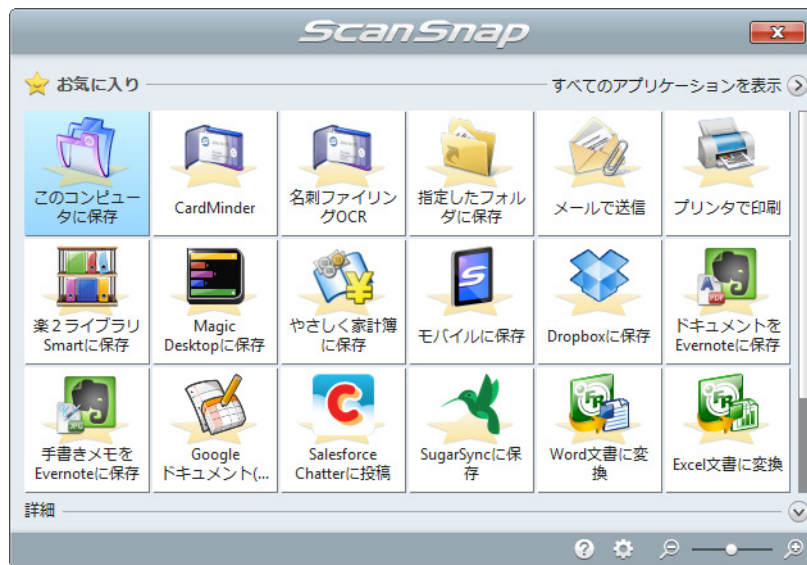 ScanSnap
お気に入り
すべてのアプリケーションを表示
このコンピュー
タに保存
CardMinder
名刺ファイリン
グOCR
指定したフォル
ダに保存
メールで送信
プリンタで印刷
楽２ライブラリ
Smartに保存
Magic
Desktopに保存
やさしく家計簿
に保存
モバイルに保存
Dropboxに保存
ドキュメントを
Evernoteに保存
手書きメモを
Evernoteに保存
Google
ドキュメント(...
Salesforce
Chatterに投稿
SugarSyncに保
存
Word文書に変
換
Excel文書に変換
詳細